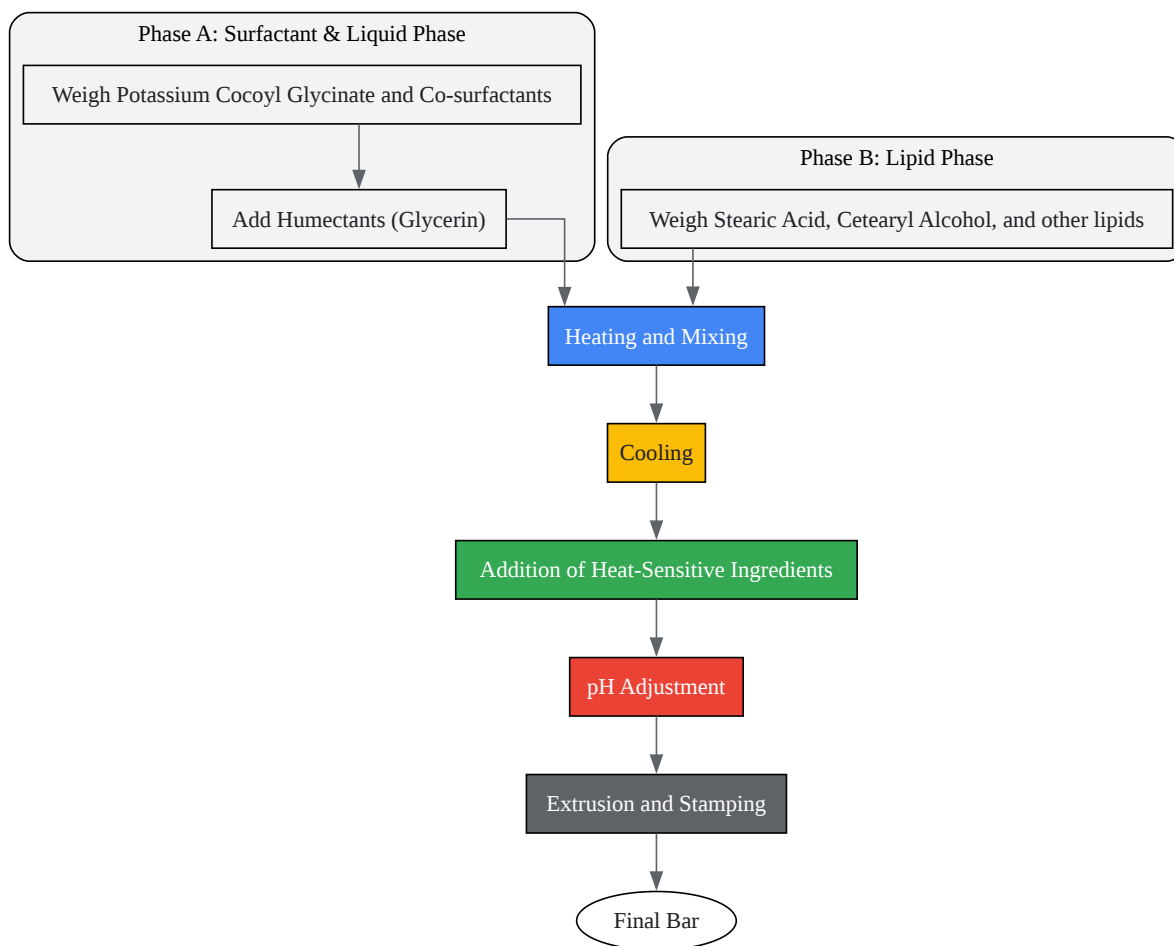 Phase A: Surfactant & Liquid Phase
Weigh Potassium Cocoyl Glycinate and Co-surfactants
Add Humectants (Glycerin)
Phase B: Lipid Phase
Weigh Stearic Acid, Cetearyl Alcohol, and other lipids
Heating and Mixing
Cooling
Addition of Heat-Sensitive Ingredients
pH Adjustment
Extrusion and Stamping
Final Bar